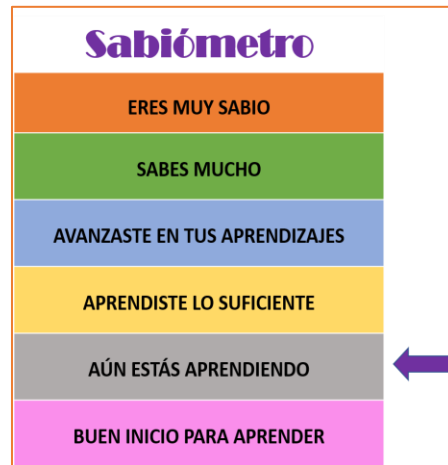 Sabiómetro
ERES MUY SABIO
SABES MUCHO
AVANZASTE EN TUS APRENDIZAJES
APRENDISTE LO SUFICIENTE
AÚN ESTÁS APRENDIENDO
BUEN INICIO PARA APRENDER